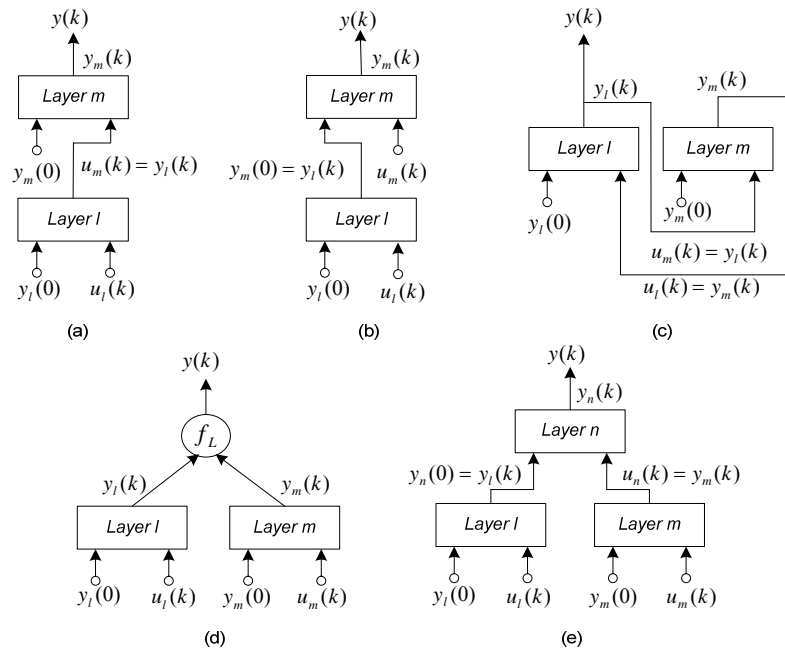 y(k)
y_m(k)
Layer m
y_m(0)
u_m(k) = y_l(k)
Layer l
y_l(0)
u_l(k)
(a)
y(k)
y_m(k)
Layer m
y_m(0) = y_l(k)
u_m(k)
Layer l
y_l(0)
u_l(k)
(b)
y(k)
y_l(k)
y_m(k)
Layer l
Layer m
y_l(0)
y_m(0)
u_m(k) = y_l(k)
u_l(k) = y_m(k)
(c)
y(k)
f_L
y_l(k)
y_m(k)
Layer l
Layer m
y_l(0)
u_l(k)
y_m(0)
u_m(k)
(d)
y(k)
y_n(k)
Layer n
y_n(0) = y_l(k)
u_n(k) = y_m(k)
Layer l
Layer m
y_l(0)
u_l(k)
y_m(0)
u_m(k)
(e)